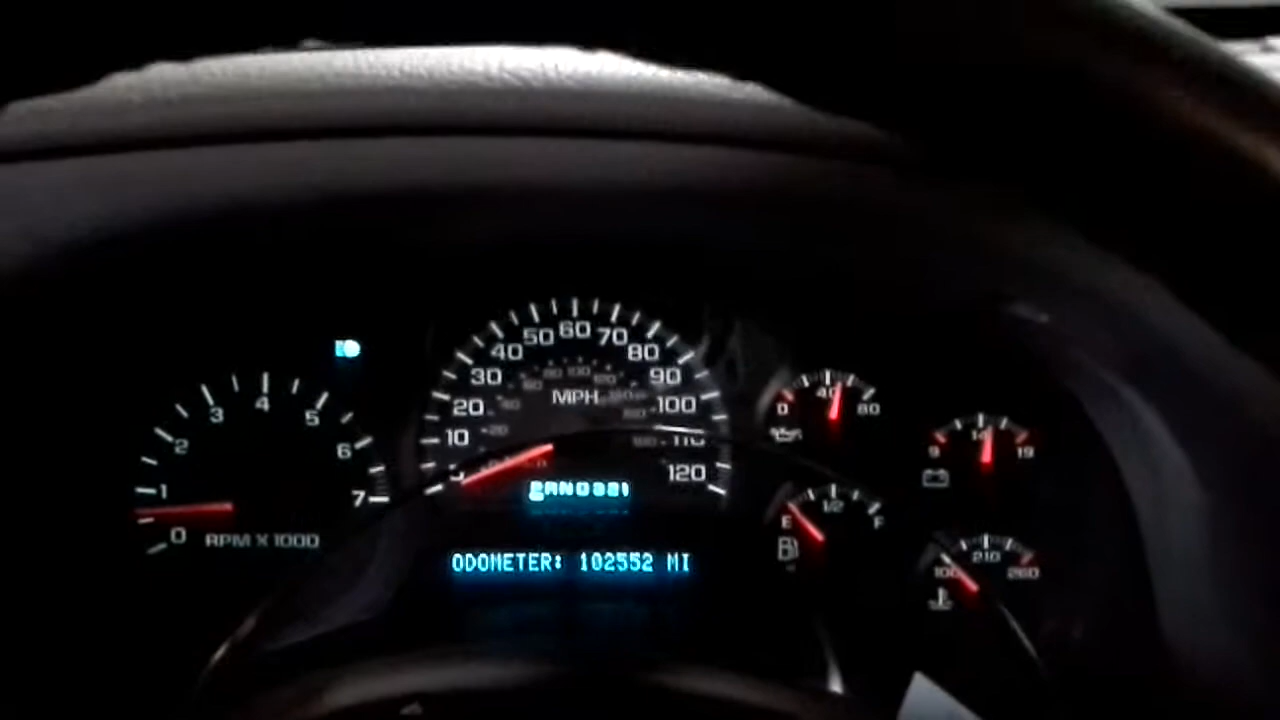 0 1 2 3 4 5 6 7
RPM X 1000
10 20 30 40 50 60 70 80 90 100 110 120
MPH
PRND321
ODOMETER: 102552 MI
0 40 80
9 14 19
E 1/2 F
100 210 260